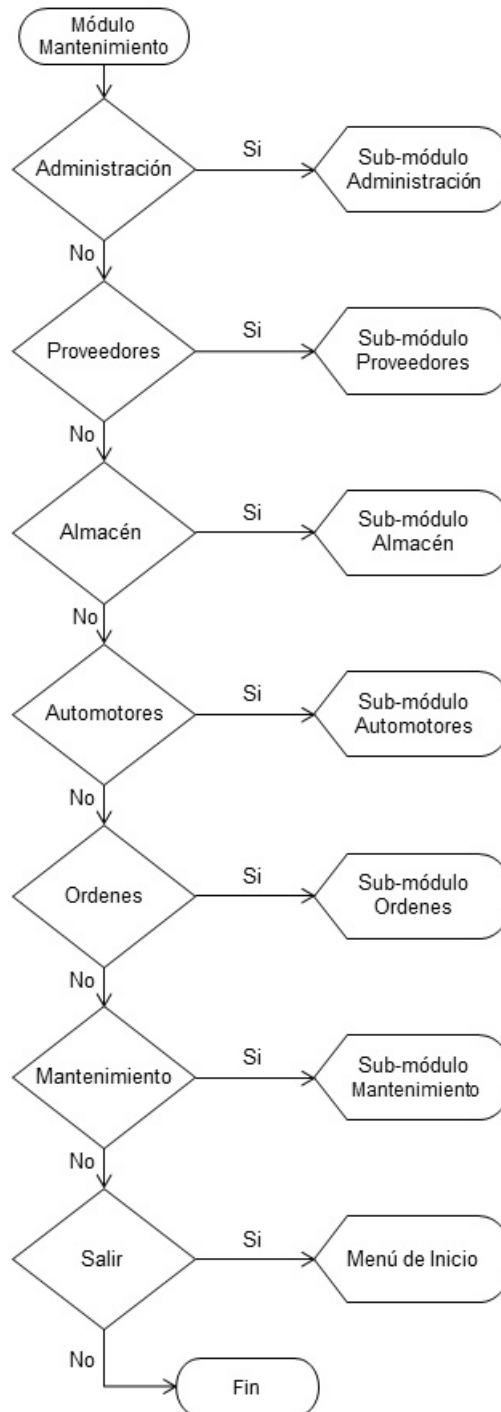 Módulo
Mantenimiento
Administración
Si
Sub-módulo
Administración
No
Proveedores
Si
Sub-módulo
Proveedores
No
Almacén
Si
Sub-módulo
Almacén
No
Automotores
Si
Sub-módulo
Automotores
No
Ordenes
Si
Sub-módulo
Ordenes
No
Mantenimiento
Si
Sub-módulo
Mantenimiento
No
Salir
Si
Menú de Inicio
No
Fin